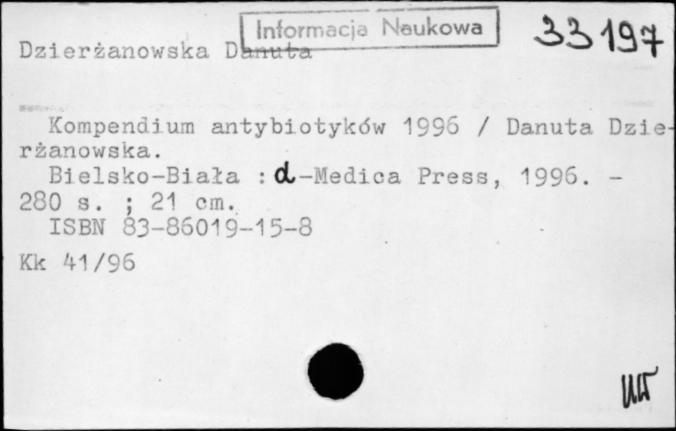 Informacja Naukowa
33197
Dzierżanowska Danuta
Kompendium antybiotyków 1996 / Danuta Dzie-
rżanowska.
Bielsko-Biała : α-Medica Press, 1996. -
280 s. ; 21 cm.
ISBN 83-86019-15-8
Kk 41/96